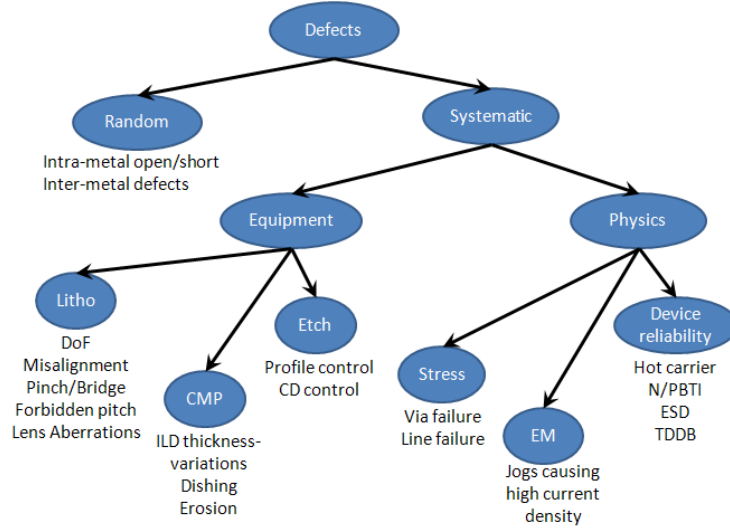 Defects
Random
Systematic
Intra-metal open/short
Inter-metal defects
Equipment
Physics
Litho
DoF
Misalignment
Pinch/Bridge
Forbidden pitch
Lens Aberrations
CMP
ILD thickness-
variations
Dishing
Erosion
Etch
Profile control
CD control
Stress
Via failure
Line failure
EM
Jogs causing
high current
density
Device
reliability
Hot carrier
N/PBTI
ESD
TDDB